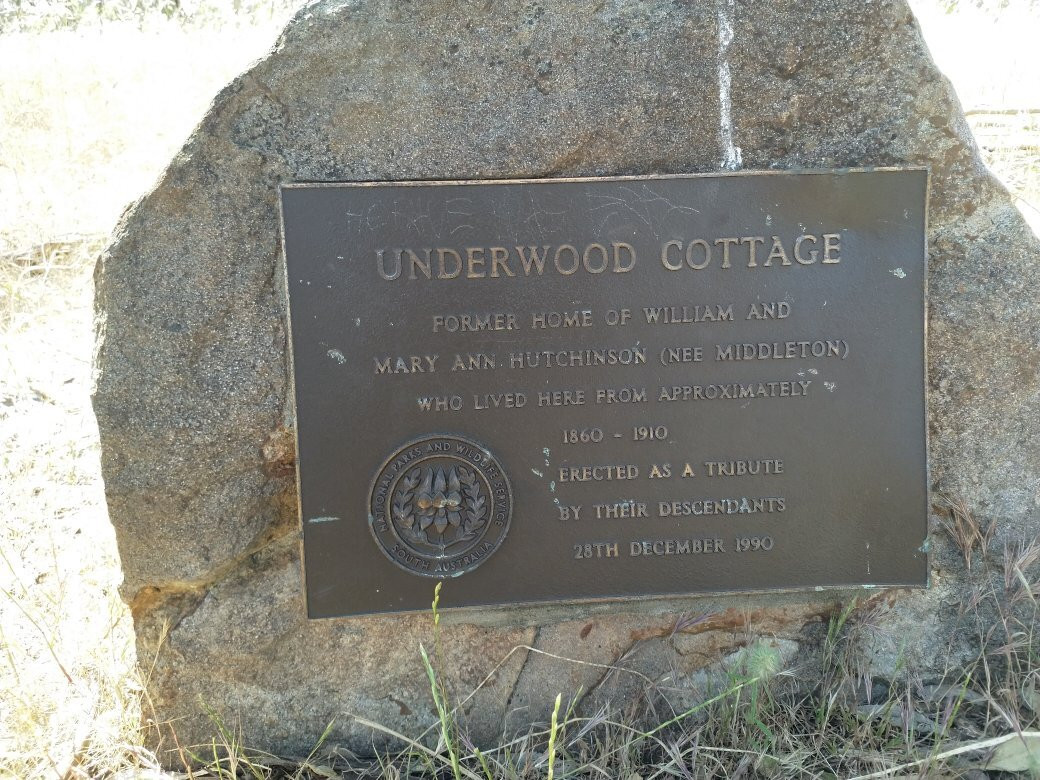 UNDERWOOD COTTAGE
FORMER HOME OF WILLIAM AND
MARY ANN HUTCHINSON (NEE MIDDLETON)
WHO LIVED HERE FROM APPROXIMATELY
1860 - 1910
ERECTED AS A TRIBUTE
BY THEIR DESCENDANTS
28TH DECEMBER 1990
NATIONAL PARKS AND WILDLIFE SERVICE
SOUTH AUSTRALIA